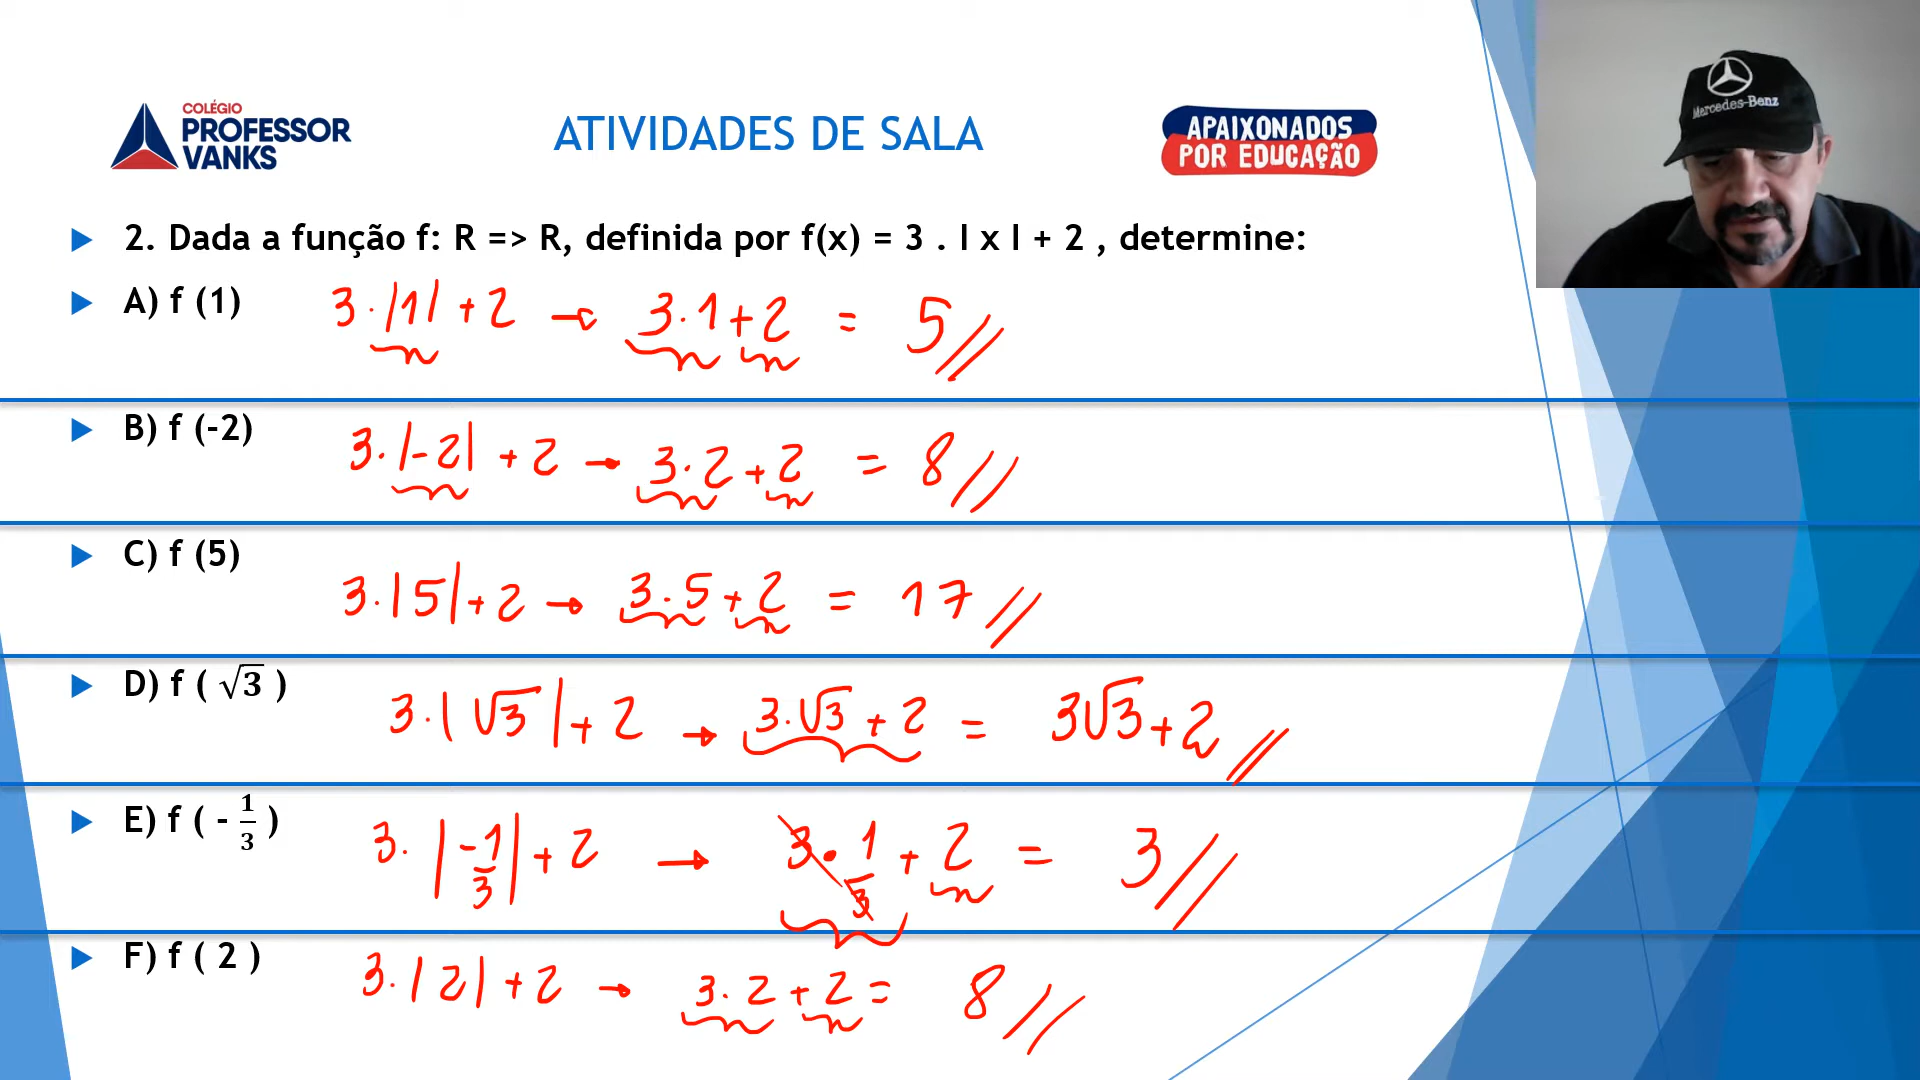 COLÉGIO
PROFESSOR
VANKS
ATIVIDADES DE SALA
APAIXONADOS
POR EDUCAÇÃO
Mercedes-Benz
2. Dada a função f: R => R, definida por f(x) = 3 . I x I + 2 , determine:
A) f (1) 3·|1| + 2 → 3·1 + 2 = 5 //
B) f (-2) 3·|-2| + 2 → 3·2 + 2 = 8 //
C) f (5) 3·|5| + 2 → 3·5 + 2 = 17 //
D) f ( √3 ) 3·|√3| + 2 → 3·√3 + 2 = 3√3 + 2 //
E) f ( - 1/3 ) 3·|-1/3| + 2 → 3·1/3 + 2 = 3 //
F) f ( 2 ) 3·|2| + 2 → 3·2 + 2 = 8 //